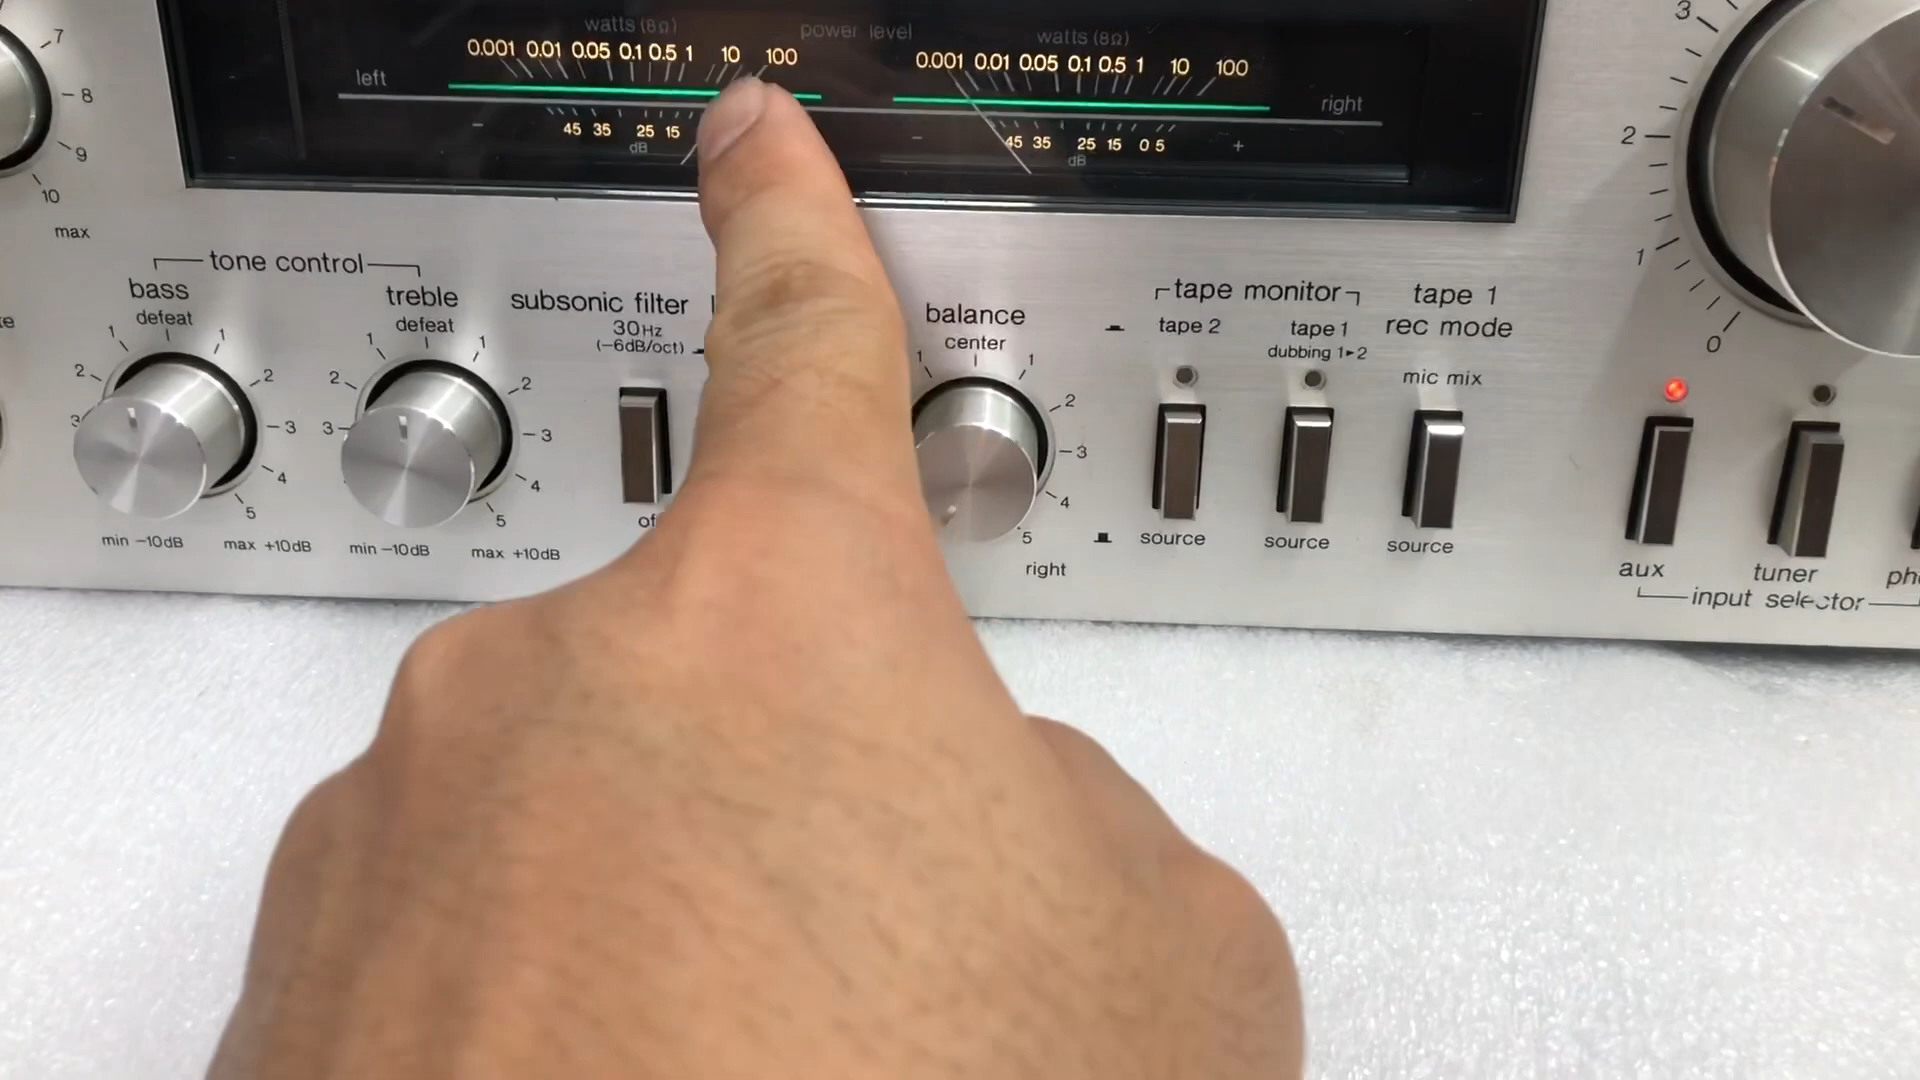 watts (8Ω) power level watts (8Ω)
0.001 0.01 0.05 0.1 0.5 1 10 100
0.001 0.01 0.05 0.1 0.5 1 10 100
left
right
− 45 35 25 15
dB
− 45 35 25 15 0 5 +
dB
7
8
9
10
max
3
2
1
0
tone control
bass
defeat
1 1
2 2
3 3
4
5
min −10dB max +10dB
treble
defeat
1 1
2 2
3 3
4
5
min −10dB max +10dB
subsonic filter
30Hz
(−6dB/oct)
balance
center
1 1
2
3
4
5
right
tape monitor
tape 2
tape 1
dubbing 1▸2
source
source
tape 1
rec mode
mic mix
source
aux
tuner
input selector